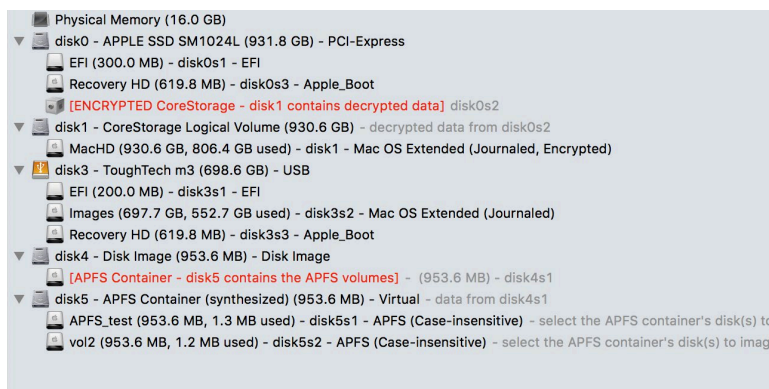 Physical Memory (16.0 GB)
disk0 - APPLE SSD SM1024L (931.8 GB) - PCI-Express
EFI (300.0 MB) - disk0s1 - EFI
Recovery HD (619.8 MB) - disk0s3 - Apple_Boot
[ENCRYPTED CoreStorage - disk1 contains decrypted data] disk0s2
disk1 - CoreStorage Logical Volume (930.6 GB) - decrypted data from disk0s2
MacHD (930.6 GB, 806.4 GB used) - disk1 - Mac OS Extended (Journaled, Encrypted)
disk3 - ToughTech m3 (698.6 GB) - USB
EFI (200.0 MB) - disk3s1 - EFI
Images (697.7 GB, 552.7 GB used) - disk3s2 - Mac OS Extended (Journaled)
Recovery HD (619.8 MB) - disk3s3 - Apple_Boot
disk4 - Disk Image (953.6 MB) - Disk Image
[APFS Container - disk5 contains the APFS volumes] - (953.6 MB) - disk4s1
disk5 - APFS Container (synthesized) (953.6 MB) - Virtual - data from disk4s1
APFS_test (953.6 MB, 1.3 MB used) - disk5s1 - APFS (Case-insensitive) - select the APFS container's disk(s) to
vol2 (953.6 MB, 1.2 MB used) - disk5s2 - APFS (Case-insensitive) - select the APFS container's disk(s) to imag